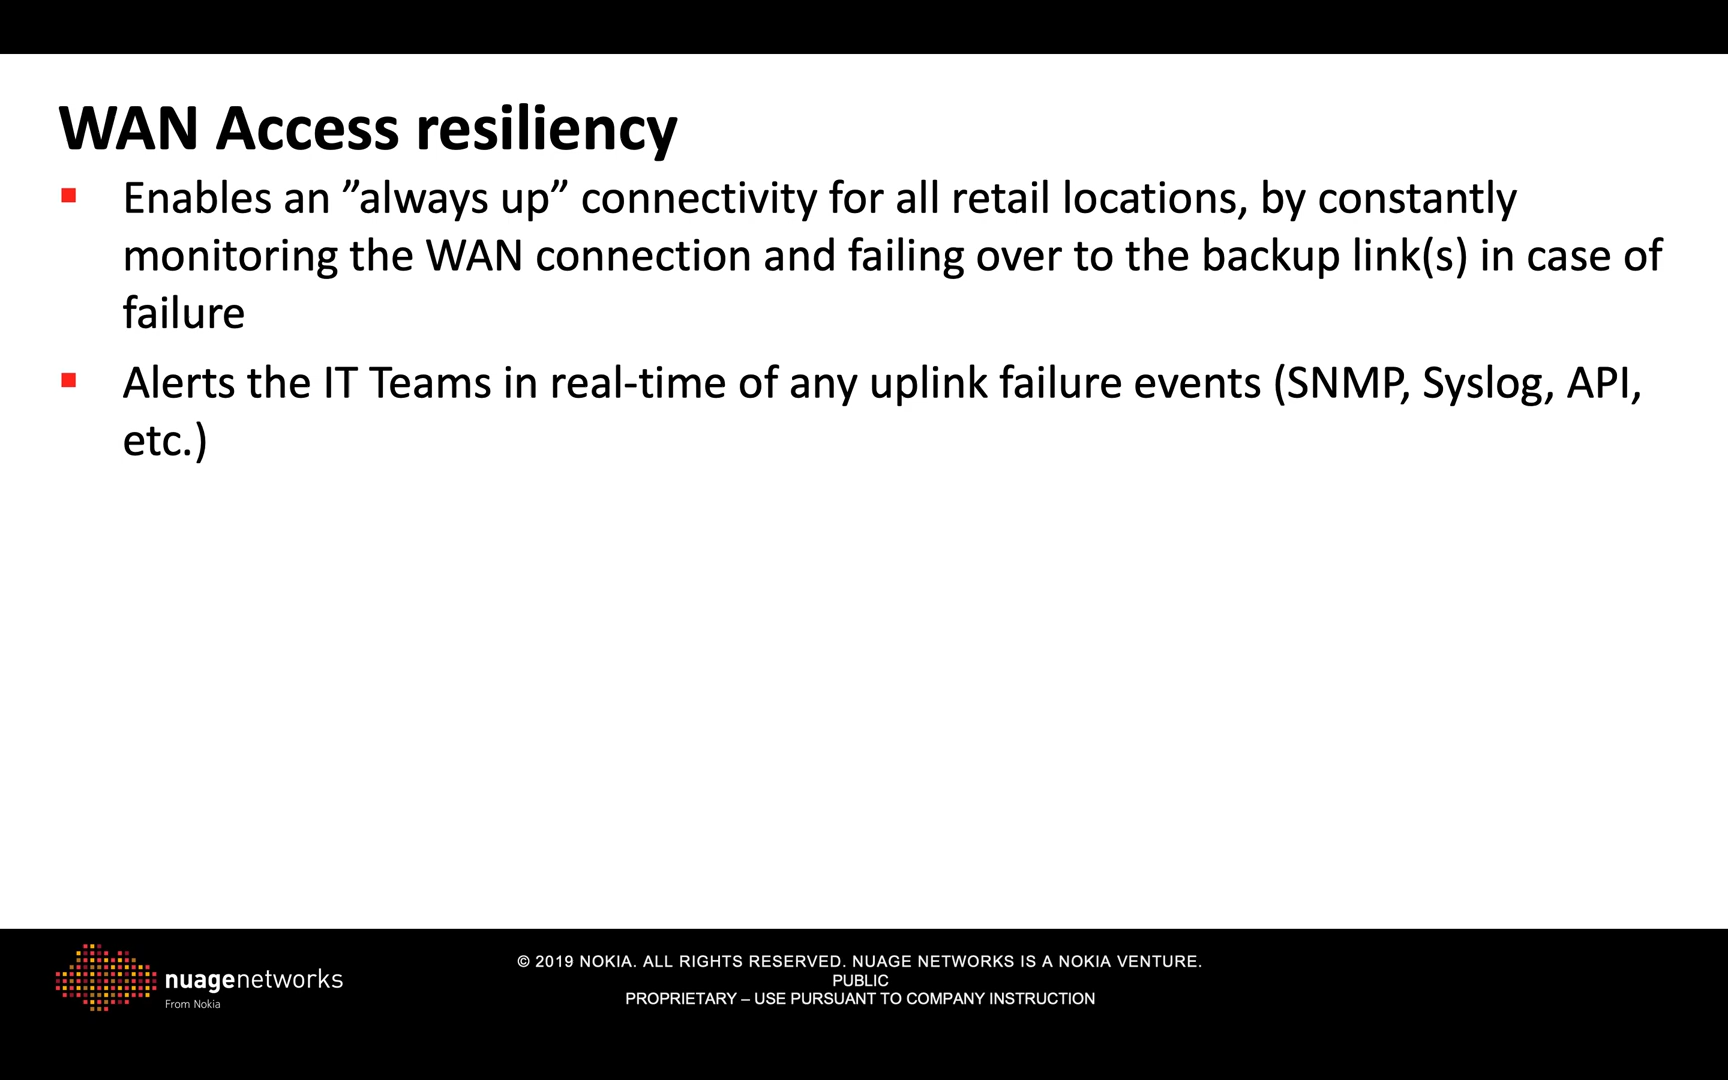 WAN Access resiliency
Enables an ”always up” connectivity for all retail locations, by constantly
monitoring the WAN connection and failing over to the backup link(s) in case of
failure
Alerts the IT Teams in real-time of any uplink failure events (SNMP, Syslog, API,
etc.)
nuagenetworks
From Nokia
© 2019 NOKIA. ALL RIGHTS RESERVED. NUAGE NETWORKS IS A NOKIA VENTURE.
PUBLIC
PROPRIETARY – USE PURSUANT TO COMPANY INSTRUCTION